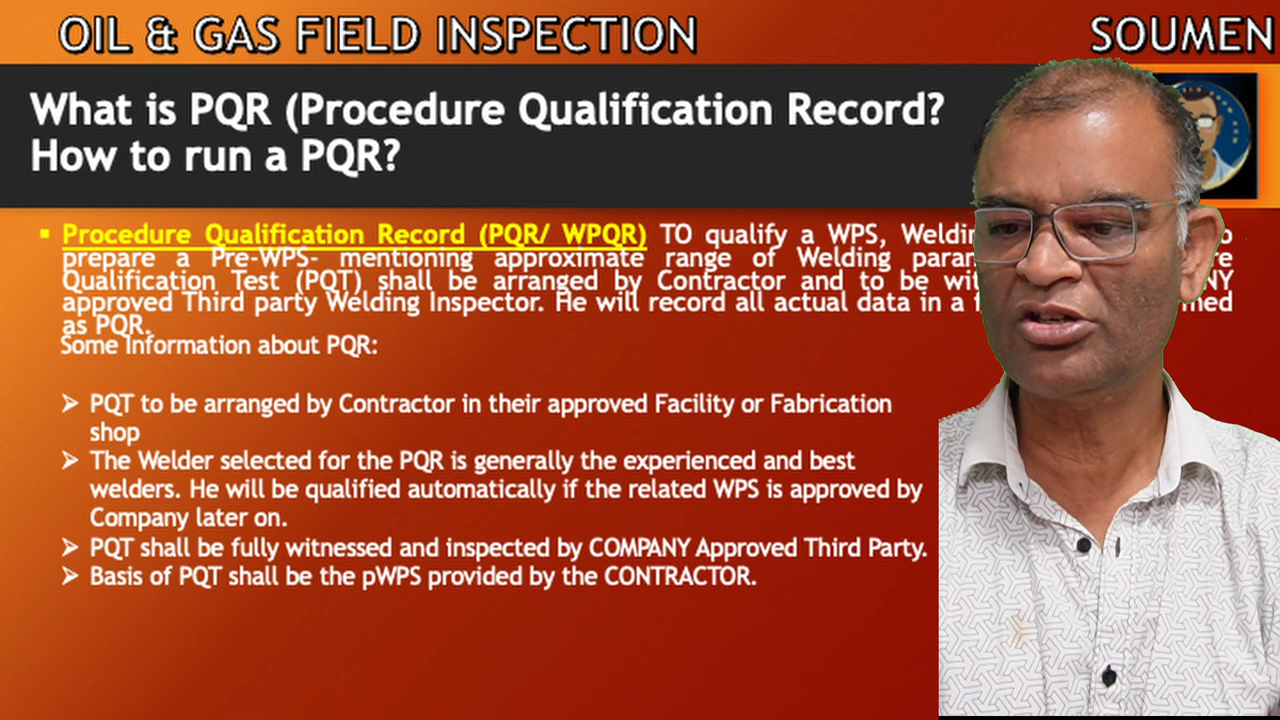 OIL & GAS FIELD INSPECTION
SOUMEN
What is PQR (Procedure Qualification Record?
How to run a PQR?
Procedure Qualification Record (PQR/ WPQR) TO qualify a WPS,
prepare a Pre-WPS- mentioning approximate range of Welding
Qualification Test (PQT) shall be arranged by Contractor and to be
approved Third party Welding Inspector. He will record all actual data in a
as PQR.
Some Information about PQR:
PQT to be arranged by Contractor in their approved Facility or Fabrication
shop
The Welder selected for the PQR is generally the experienced and best
welders. He will be qualified automatically if the related WPS is approved by
Company later on.
PQT shall be fully witnessed and inspected by COMPANY Approved Third Party.
Basis of PQT shall be the pWPS provided by the CONTRACTOR.